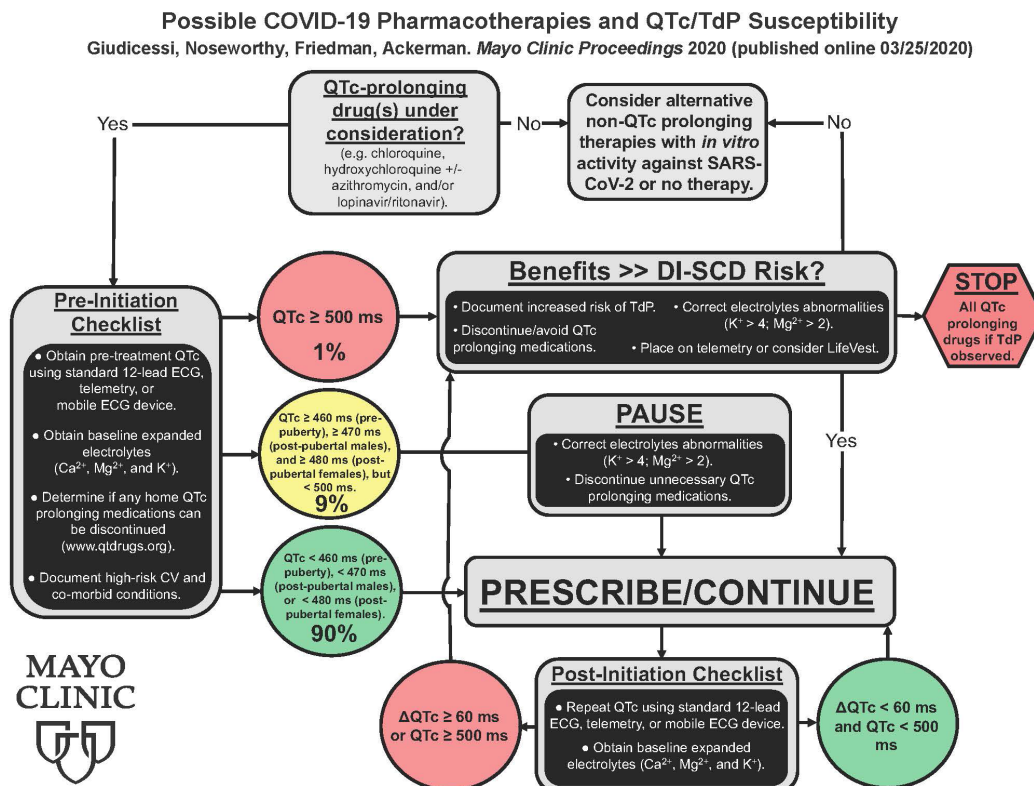 Possible COVID-19 Pharmacotherapies and QTc/TdP Susceptibility
Giudicessi, Noseworthy, Friedman, Ackerman. Mayo Clinic Proceedings 2020 (published online 03/25/2020)
QTc-prolonging
drug(s) under
consideration?
(e.g. chloroquine,
hydroxychloroquine +/-
azithromycin, and/or
lopinavir/ritonavir).
Yes
No
Consider alternative
non-QTc prolonging
therapies with in vitro
activity against SARS-
CoV-2 or no therapy.
No
Pre-Initiation
Checklist
● Obtain pre-treatment QTc
using standard 12-lead ECG,
telemetry, or
mobile ECG device.
● Obtain baseline expanded
electrolytes
(Ca²⁺, Mg²⁺, and K⁺).
● Determine if any home QTc
prolonging medications can
be discontinued
(www.qtdrugs.org).
● Document high-risk CV and
co-morbid conditions.
QTc ≥ 500 ms
1%
QTc ≥ 460 ms (pre-
puberty), ≥ 470 ms
(post-pubertal males),
and ≥ 480 ms (post-
pubertal females), but
< 500 ms.
9%
QTc < 460 ms (pre-
puberty), < 470 ms
(post-pubertal males),
or < 480 ms (post-
pubertal females).
90%
Benefits >> DI-SCD Risk?
• Document increased risk of TdP.
• Discontinue/avoid QTc
prolonging medications.
• Correct electrolytes abnormalities
(K⁺ > 4; Mg²⁺ > 2).
• Place on telemetry or consider LifeVest.
STOP
All QTc
prolonging
drugs if TdP
observed.
PAUSE
• Correct electrolytes abnormalities
(K⁺ > 4; Mg²⁺ > 2).
• Discontinue unnecessary QTc
prolonging medications.
Yes
PRESCRIBE/CONTINUE
Post-Initiation Checklist
● Repeat QTc using standard 12-lead
ECG, telemetry, or mobile ECG device.
● Obtain baseline expanded
electrolytes (Ca²⁺, Mg²⁺, and K⁺).
ΔQTc ≥ 60 ms
or QTc ≥ 500 ms
ΔQTc < 60 ms
and QTc < 500
ms
MAYO
CLINIC